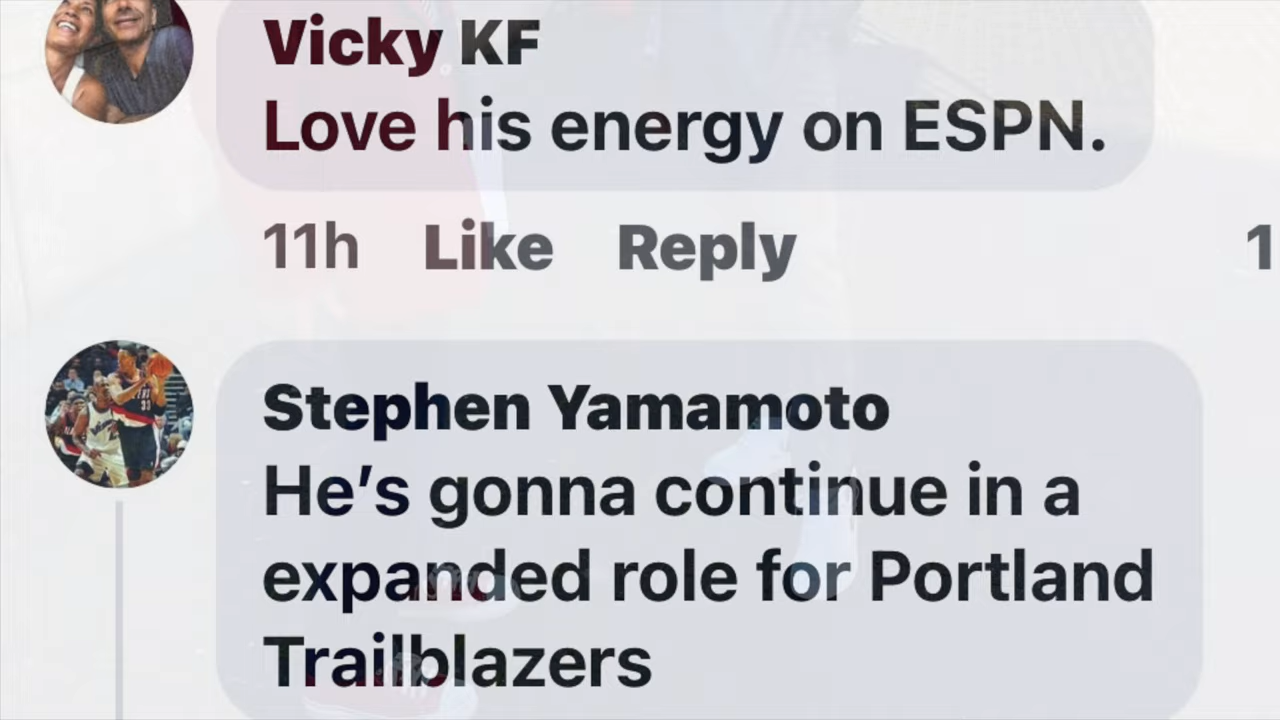 Vicky KF
Love his energy on ESPN.
11h Like Reply 1
Stephen Yamamoto
He’s gonna continue in a
expanded role for Portland
Trailblazers